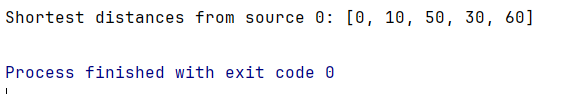 Shortest distances from source 0: [0, 10, 50, 30, 60]
Process finished with exit code 0